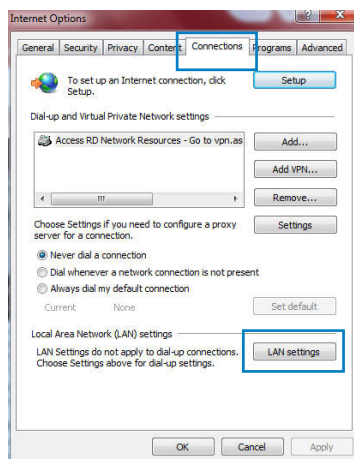 Internet Options
General Security Privacy Content Connections Programs Advanced
To set up an Internet connection, click
Setup.
Setup
Dial-up and Virtual Private Network settings
Access RD Network Resources - Go to vpn.as
Add...
Add VPN...
Remove...
Choose Settings if you need to configure a proxy
server for a connection.
Settings
Never dial a connection
Dial whenever a network connection is not present
Always dial my default connection
Current None
Set default
Local Area Network (LAN) settings
LAN Settings do not apply to dial-up connections.
Choose Settings above for dial-up settings.
LAN settings
OK Cancel Apply